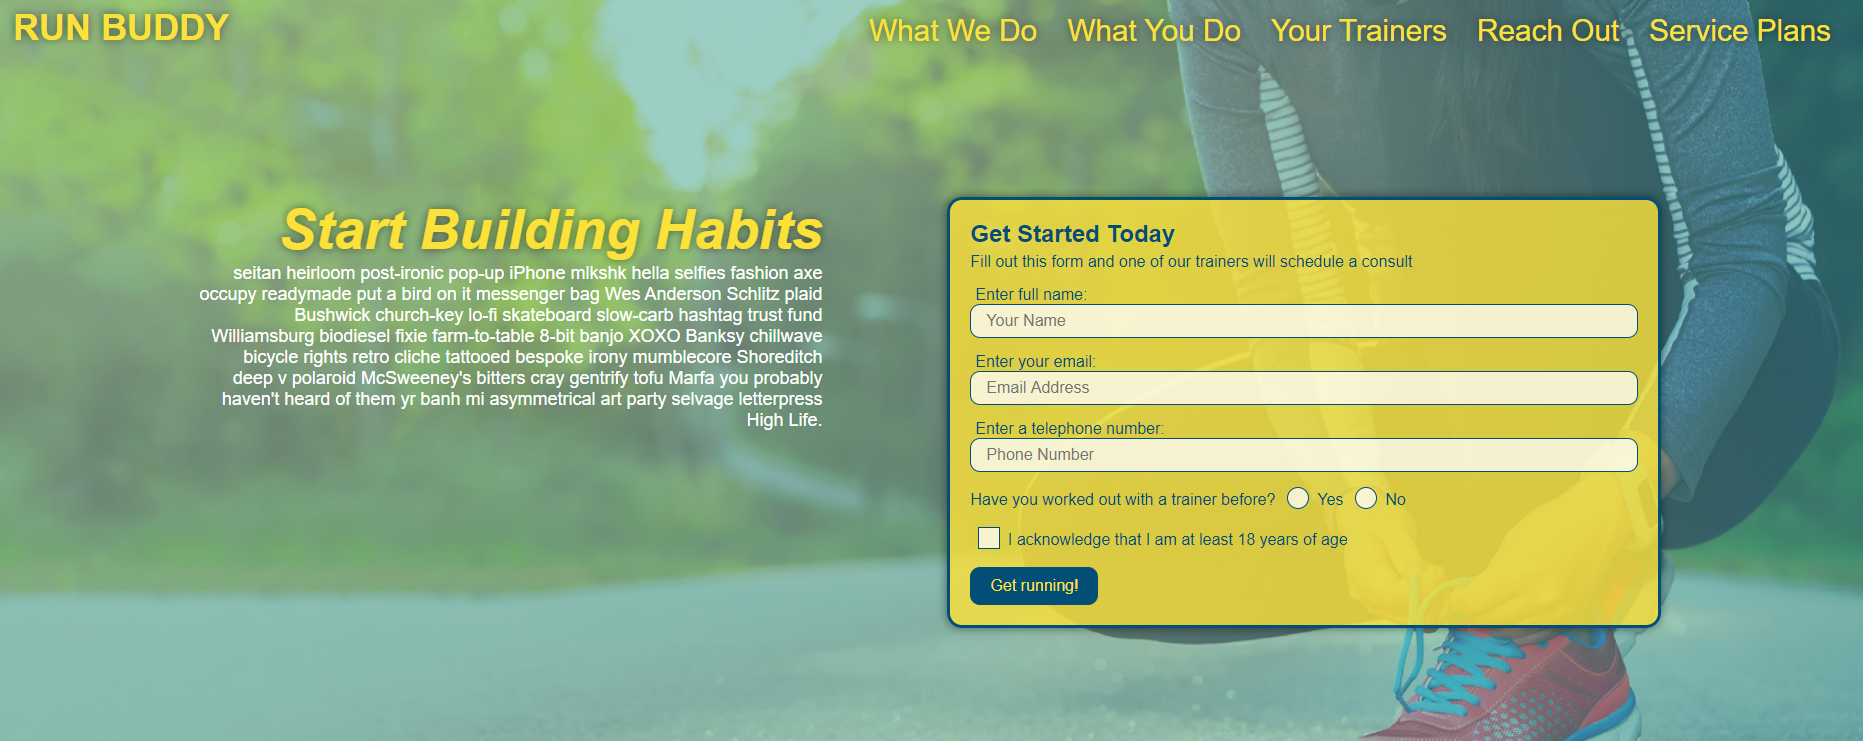 RUN BUDDY
What We Do What You Do Your Trainers Reach Out Service Plans
Start Building Habits
seitan heirloom post-ironic pop-up iPhone mlkshk hella selfies fashion axe
occupy readymade put a bird on it messenger bag Wes Anderson Schlitz plaid
Bushwick church-key lo-fi skateboard slow-carb hashtag trust fund
Williamsburg biodiesel fixie farm-to-table 8-bit banjo XOXO Banksy chillwave
bicycle rights retro cliche tattooed bespoke irony mumblecore Shoreditch
deep v polaroid McSweeney's bitters cray gentrify tofu Marfa you probably
haven't heard of them yr banh mi asymmetrical art party selvage letterpress
High Life.
Get Started Today
Fill out this form and one of our trainers will schedule a consult
Enter full name:
Your Name
Enter your email:
Email Address
Enter a telephone number:
Phone Number
Have you worked out with a trainer before? Yes No
I acknowledge that I am at least 18 years of age
Get running!